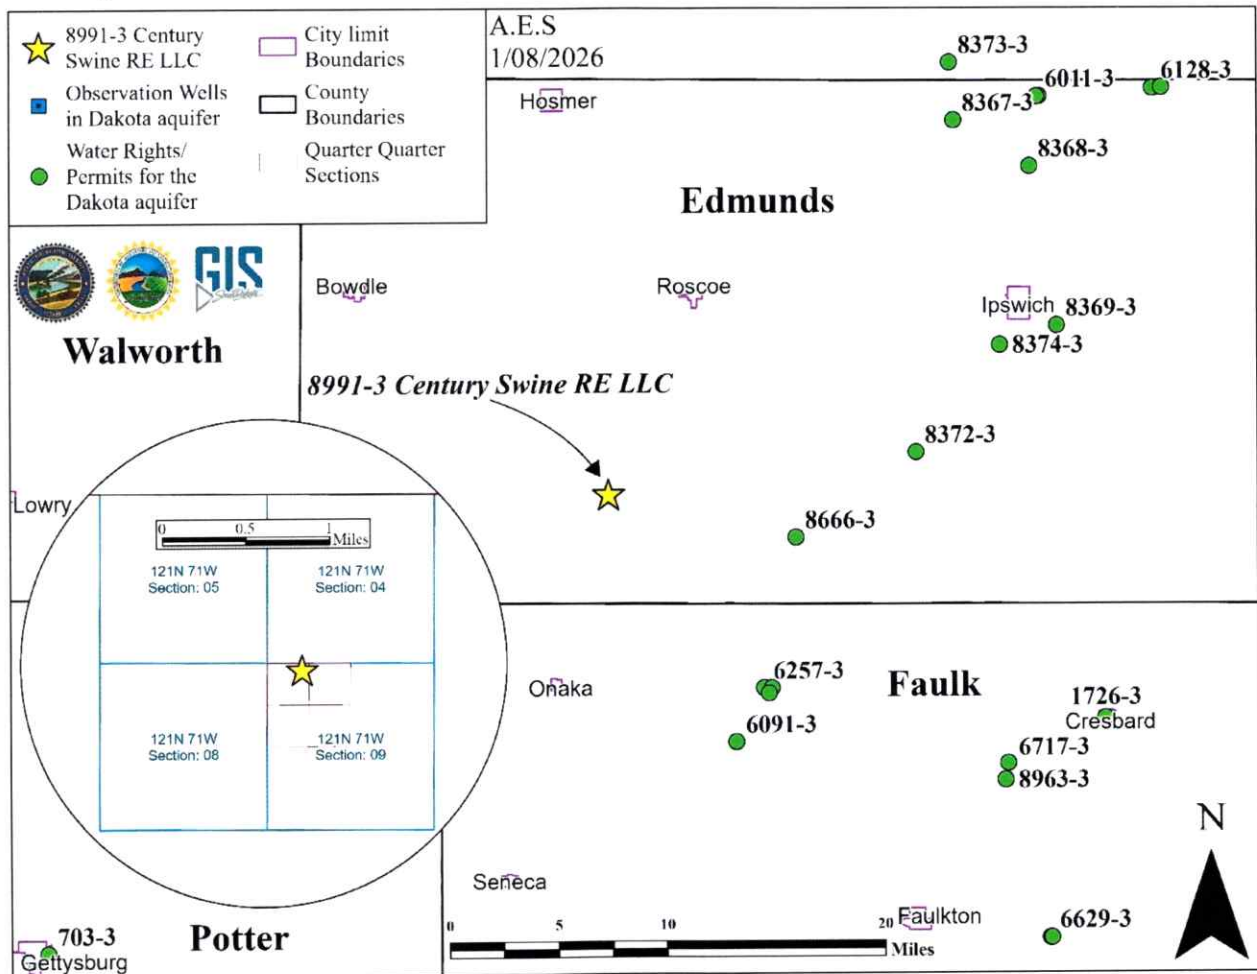 8991-3 Century
Swine RE LLC
Observation Wells
in Dakota aquifer
Water Rights/
Permits for the
Dakota aquifer
City limit
Boundaries
County
Boundaries
Quarter Quarter
Sections
A.E.S
1/08/2026
8373-3
6011-3
6128-3
Hosmer
8367-3
8368-3
Edmunds
GIS
Bowdle
Roscoe
Ipswich
8369-3
8374-3
Walworth
8991-3 Century Swine RE LLC
8372-3
Lowry
8666-3
0 0.5 1
Miles
121N 71W
Section: 05
121N 71W
Section: 04
121N 71W
Section: 08
121N 71W
Section: 09
Onaka
6257-3
Faulk
1726-3
Cresbard
6091-3
6717-3
8963-3
N
Seneca
0 5 10 20
Miles
Faulkton
6629-3
703-3
Gettysburg
Potter